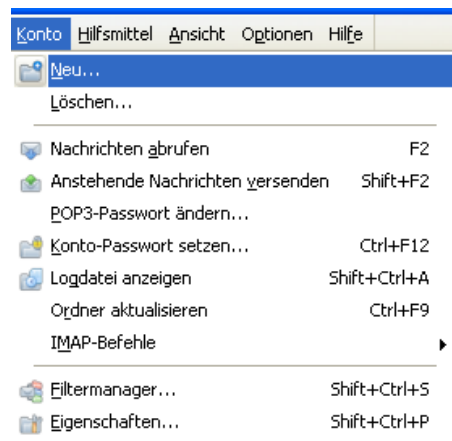 Konto Hilfsmittel Ansicht Optionen Hilfe
Neu...
Löschen...
Nachrichten abrufen F2
Anstehende Nachrichten versenden Shift+F2
POP3-Passwort ändern...
Konto-Passwort setzen... Ctrl+F12
Logdatei anzeigen Shift+Ctrl+A
Ordner aktualisieren Ctrl+F9
IMAP-Befehle
Filtermanager... Shift+Ctrl+S
Eigenschaften... Shift+Ctrl+P